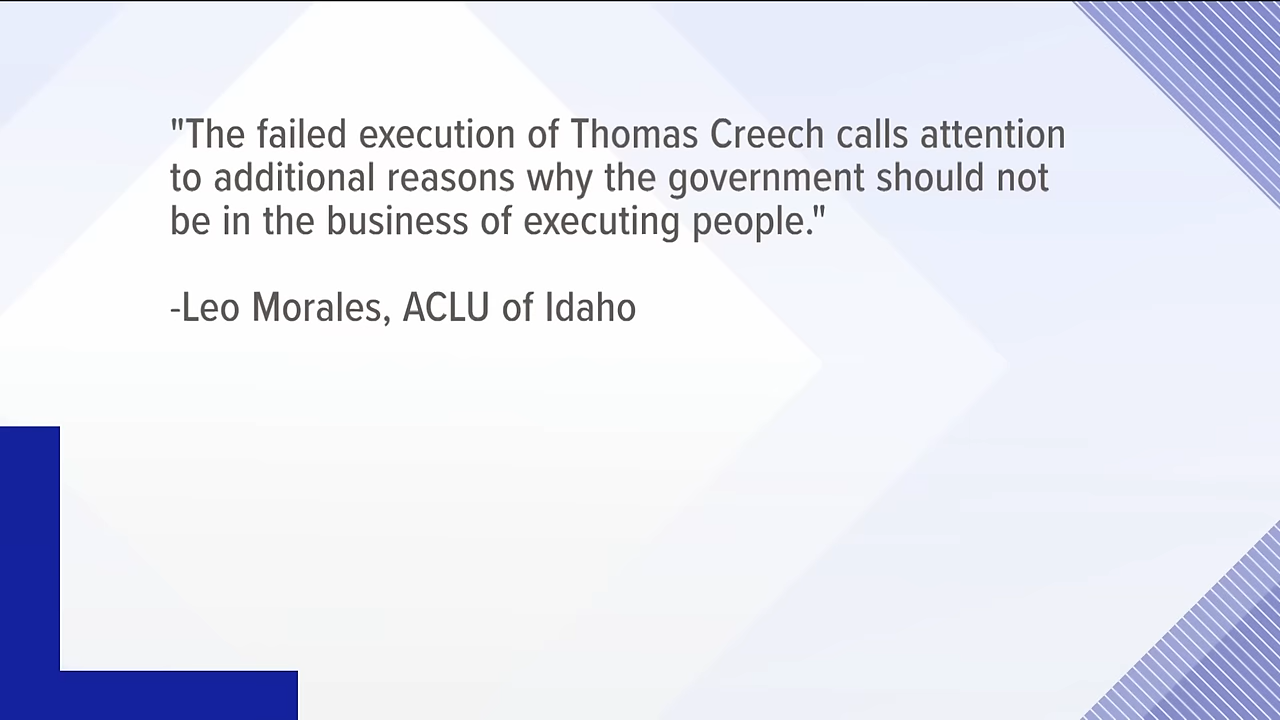 "The failed execution of Thomas Creech calls attention
to additional reasons why the government should not
be in the business of executing people."
-Leo Morales, ACLU of Idaho